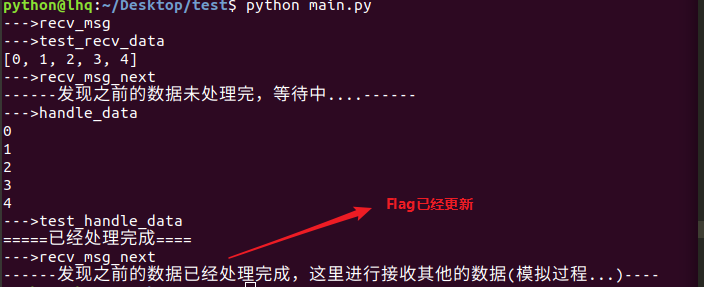 python@lhq:~/Desktop/test$ python main.py
--->recv_msg
--->test_recv_data
[0, 1, 2, 3, 4]
--->recv_msg_next
------发现之前的数据未处理完，等待中....------
--->handle_data
0
1
2
3
4
Flag已经更新
--->test_handle_data
=====已经处理完成====
--->recv_msg_next
------发现之前的数据已经处理完成，这里进行接收其他的数据(模拟过程...)----